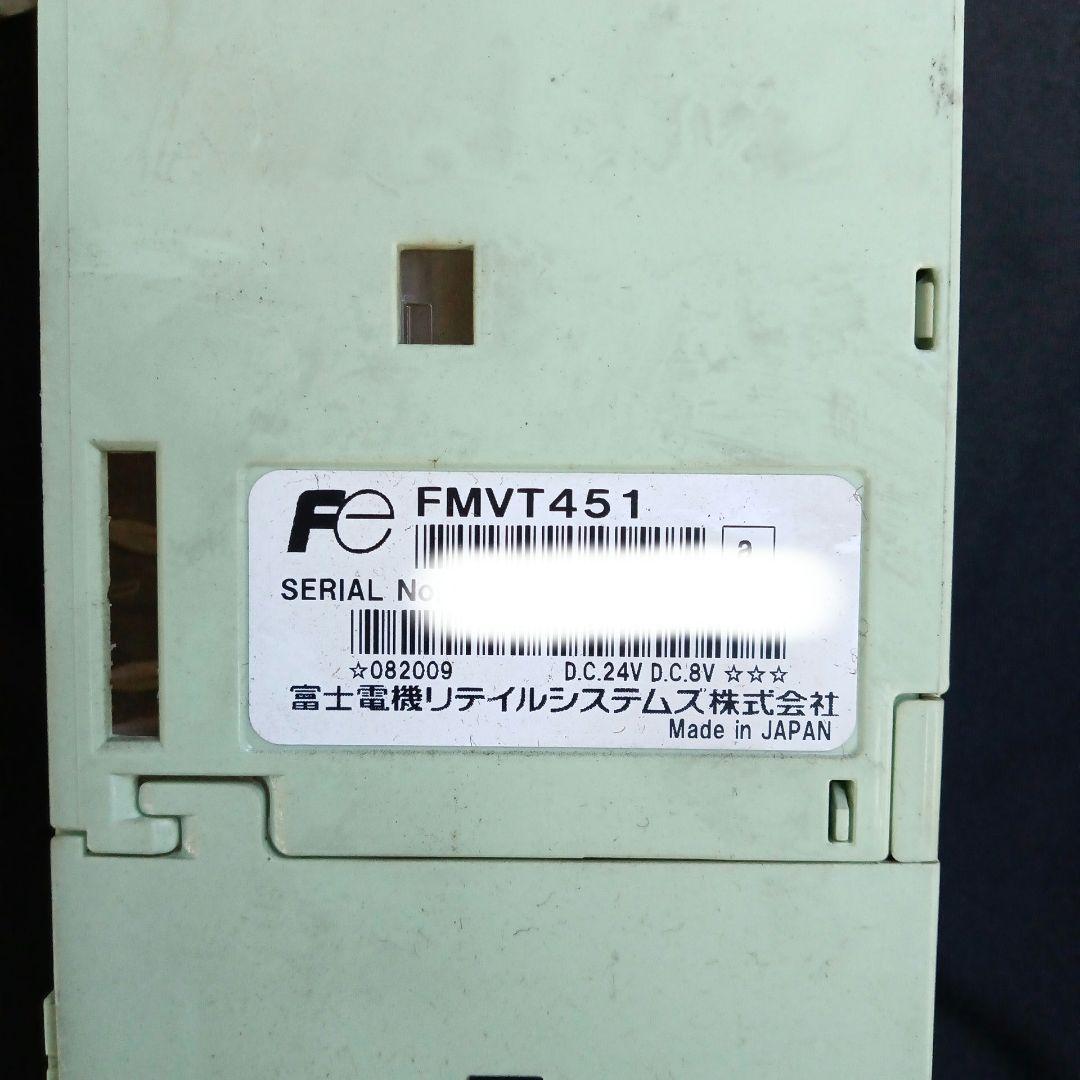 Fe FMVT451
a
SERIAL No
☆082009 D.C.24V D.C.8V ☆☆☆
富士電機リテイルシステムズ株式会社
Made in JAPAN